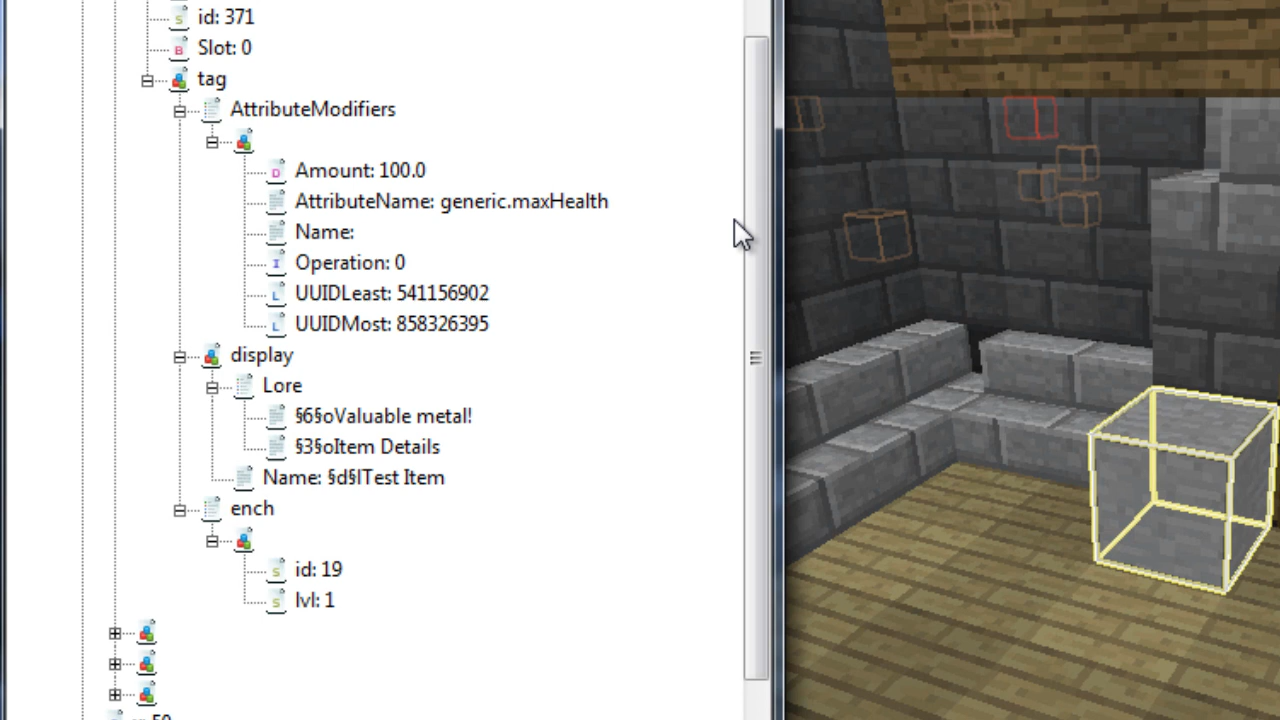 id: 371
Slot: 0
tag
AttributeModifiers
Amount: 100.0
AttributeName: generic.maxHealth
Name:
Operation: 0
UUIDLeast: 541156902
UUIDMost: 858326395
display
Lore
§6§oValuable metal!
§3§oItem Details
Name: §d§lTest Item
ench
id: 19
lvl: 1